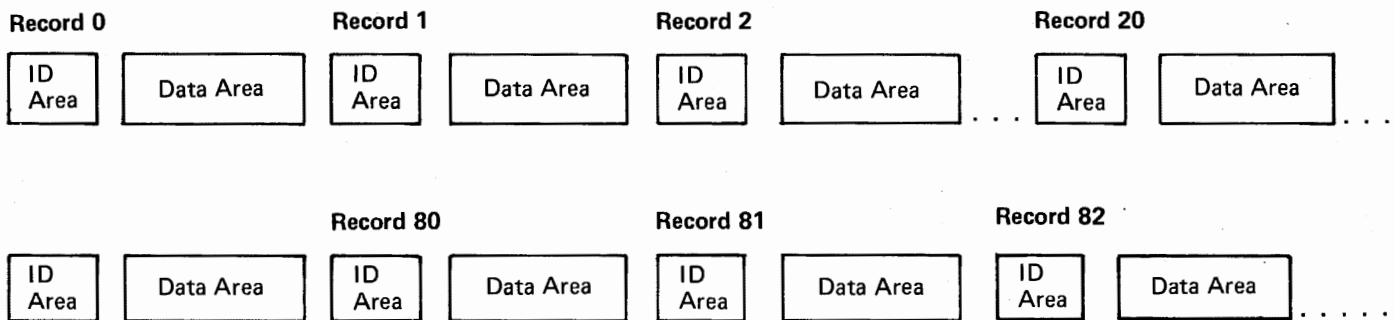 Record 0 Record 1 Record 2 Record 20
ID Data Area ID Data Area ID Data Area ID Data Area
Area Area Area . . . Area . . . .
Record 80 Record 81 Record 82
ID Data Area ID Data Area ID Data Area ID Data Area
Area Area Area Area . . . . .